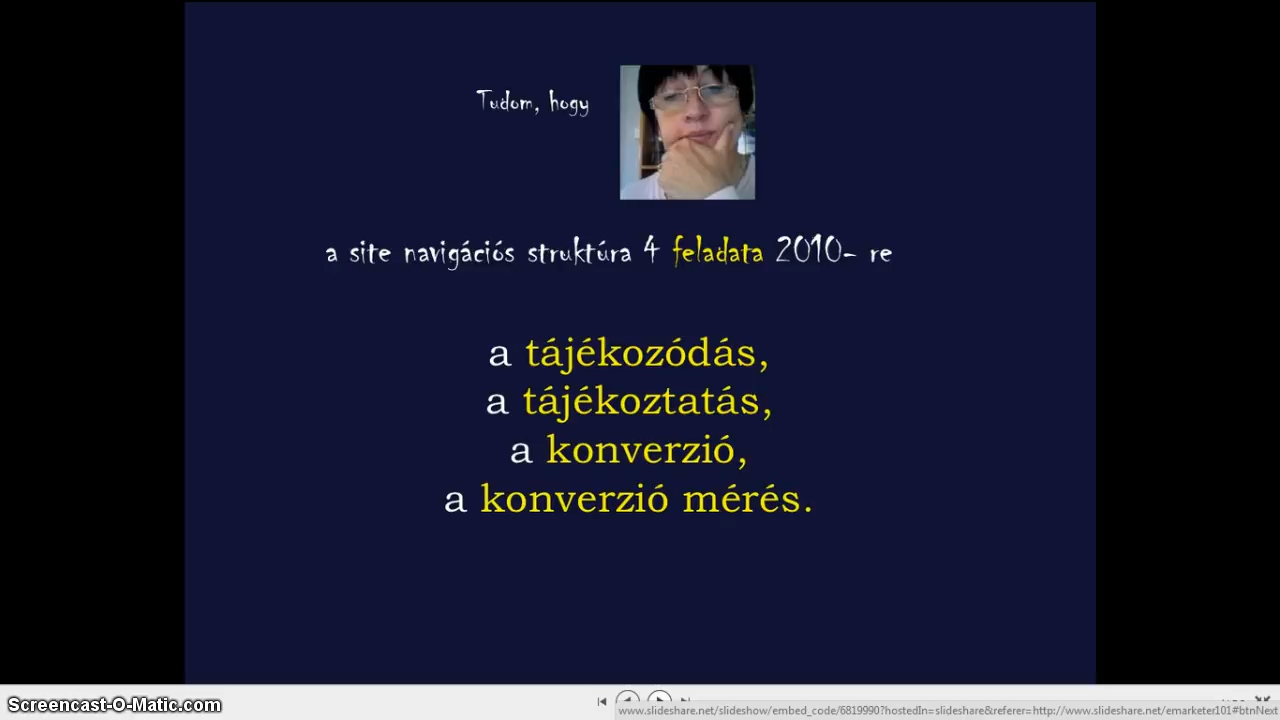 Tudom, hogy
a site navigációs struktúra 4 feladata 2010- re
a tájékozódás,
a tájékoztatás,
a konverzió,
a konverzió mérés.
Screencast-O-Matic.com
www.slideshare.net/slideshow/embed_code/6819990?hostedIn=slideshare&referer=http://www.slideshare.net/emarketer101#btnNext